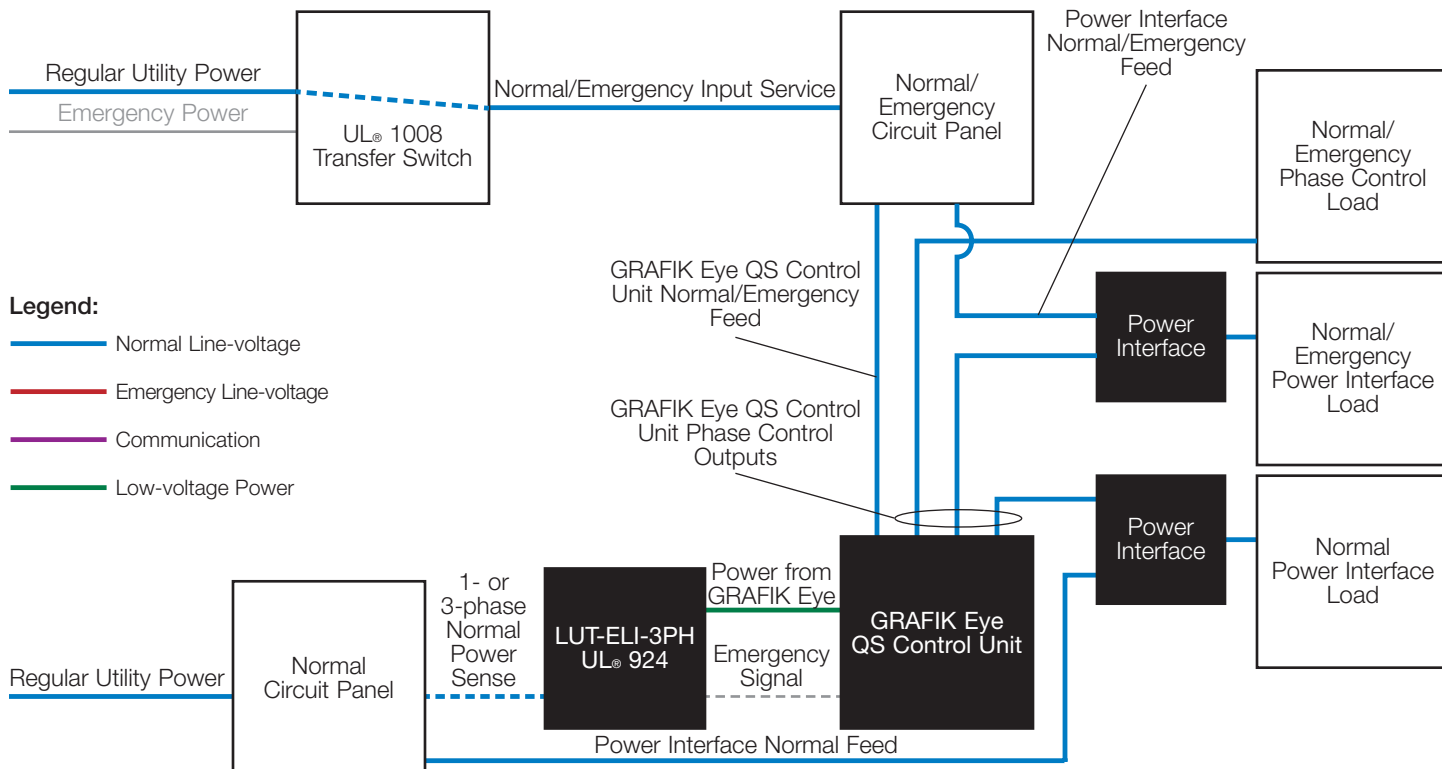 Regular Utility Power
Emergency Power
UL® 1008
Transfer Switch
Normal/Emergency Input Service
Normal/
Emergency
Circuit Panel
Power Interface
Normal/Emergency
Feed
Normal/
Emergency
Phase Control
Load
GRAFIK Eye QS Control
Unit Normal/Emergency
Feed
Power
Interface
Normal/
Emergency
Power Interface
Load
Legend:
Normal Line-voltage
Emergency Line-voltage
Communication
Low-voltage Power
GRAFIK Eye QS Control
Unit Phase Control
Outputs
Power
Interface
Normal
Power Interface
Load
Regular Utility Power
Normal
Circuit Panel
1- or
3-phase
Normal
Power
Sense
LUT-ELI-3PH
UL® 924
Power from
GRAFIK Eye
Emergency
Signal
GRAFIK Eye
QS Control Unit
Power Interface Normal Feed